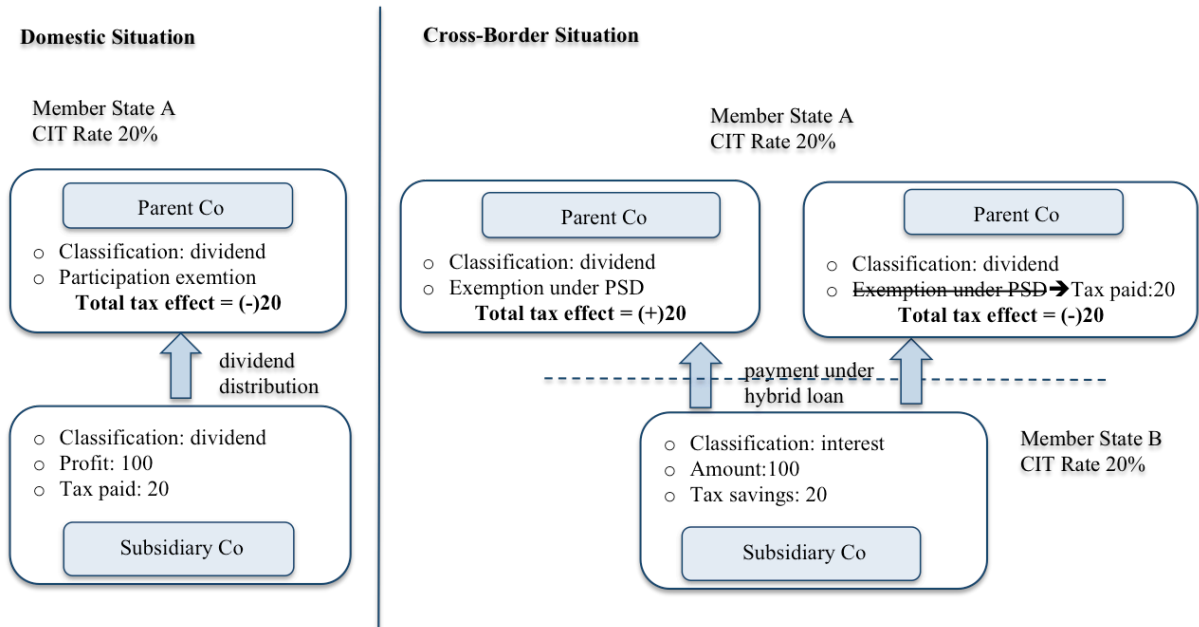 Domestic Situation
Member State A
CIT Rate 20%
Parent Co
o Classification: dividend
o Participation exemtion
Total tax effect = (-)20
dividend
distribution
o Classification: dividend
o Profit: 100
o Tax paid: 20
Subsidiary Co
Cross-Border Situation
Member State A
CIT Rate 20%
Parent Co
o Classification: dividend
o Exemption under PSD
Total tax effect = (+)20
Parent Co
o Classification: dividend
o Exemption under PSD➔Tax paid:20
Total tax effect = (-)20
payment under
hybrid loan
o Classification: interest
o Amount:100
o Tax savings: 20
Subsidiary Co
Member State B
CIT Rate 20%